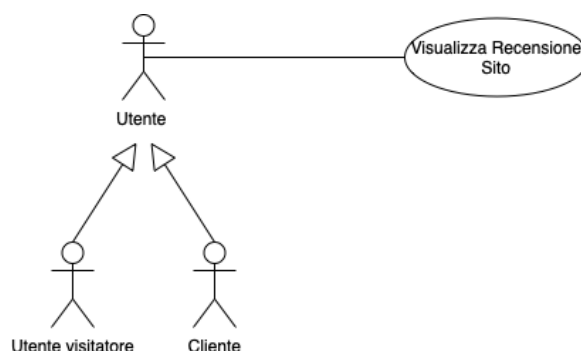 Visualizza Recensione
Sito
Utente
Utente visitatore
Cliente